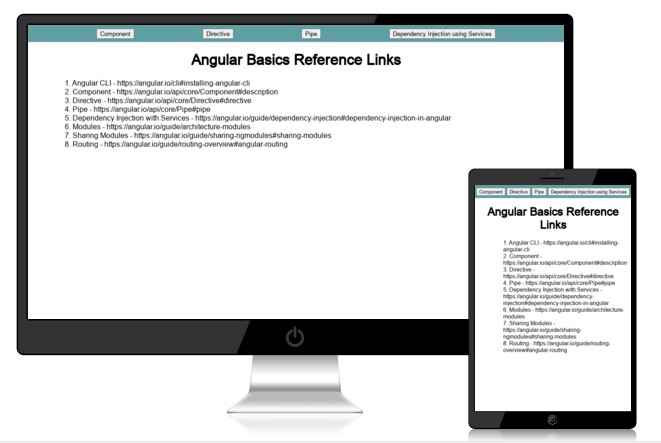 Component Directive Pipe Dependency Injection using Services
Angular Basics Reference Links
1. Angular CLI - https://angular.io/cli#installing-angular-cli
2. Component - https://angular.io/api/core/Component#description
3. Directive - https://angular.io/api/core/Directive#directive
4. Pipe - https://angular.io/api/core/Pipe#pipe
5. Dependency Injection with Services - https://angular.io/guide/dependency-injection#dependency-injection-in-angular
6. Modules - https://angular.io/guide/architecture-modules
7. Sharing Modules - https://angular.io/guide/sharing-ngmodules#sharing-modules
8. Routing - https://angular.io/guide/routing-overview#angular-routing
Component Directive Pipe Dependency Injection using Services
Angular Basics Reference
Links
1. Angular CLI - https://angular.io/cli#installing-
angular-cli
2. Component -
https://angular.io/api/core/Component#description
3. Directive -
https://angular.io/api/core/Directive#directive
4. Pipe - https://angular.io/api/core/Pipe#pipe
5. Dependency Injection with Services -
https://angular.io/guide/dependency-
injection#dependency-injection-in-angular
6. Modules - https://angular.io/guide/architecture-
modules
7. Sharing Modules -
https://angular.io/guide/sharing-
ngmodules#sharing-modules
8. Routing - https://angular.io/guide/routing-
overview#angular-routing